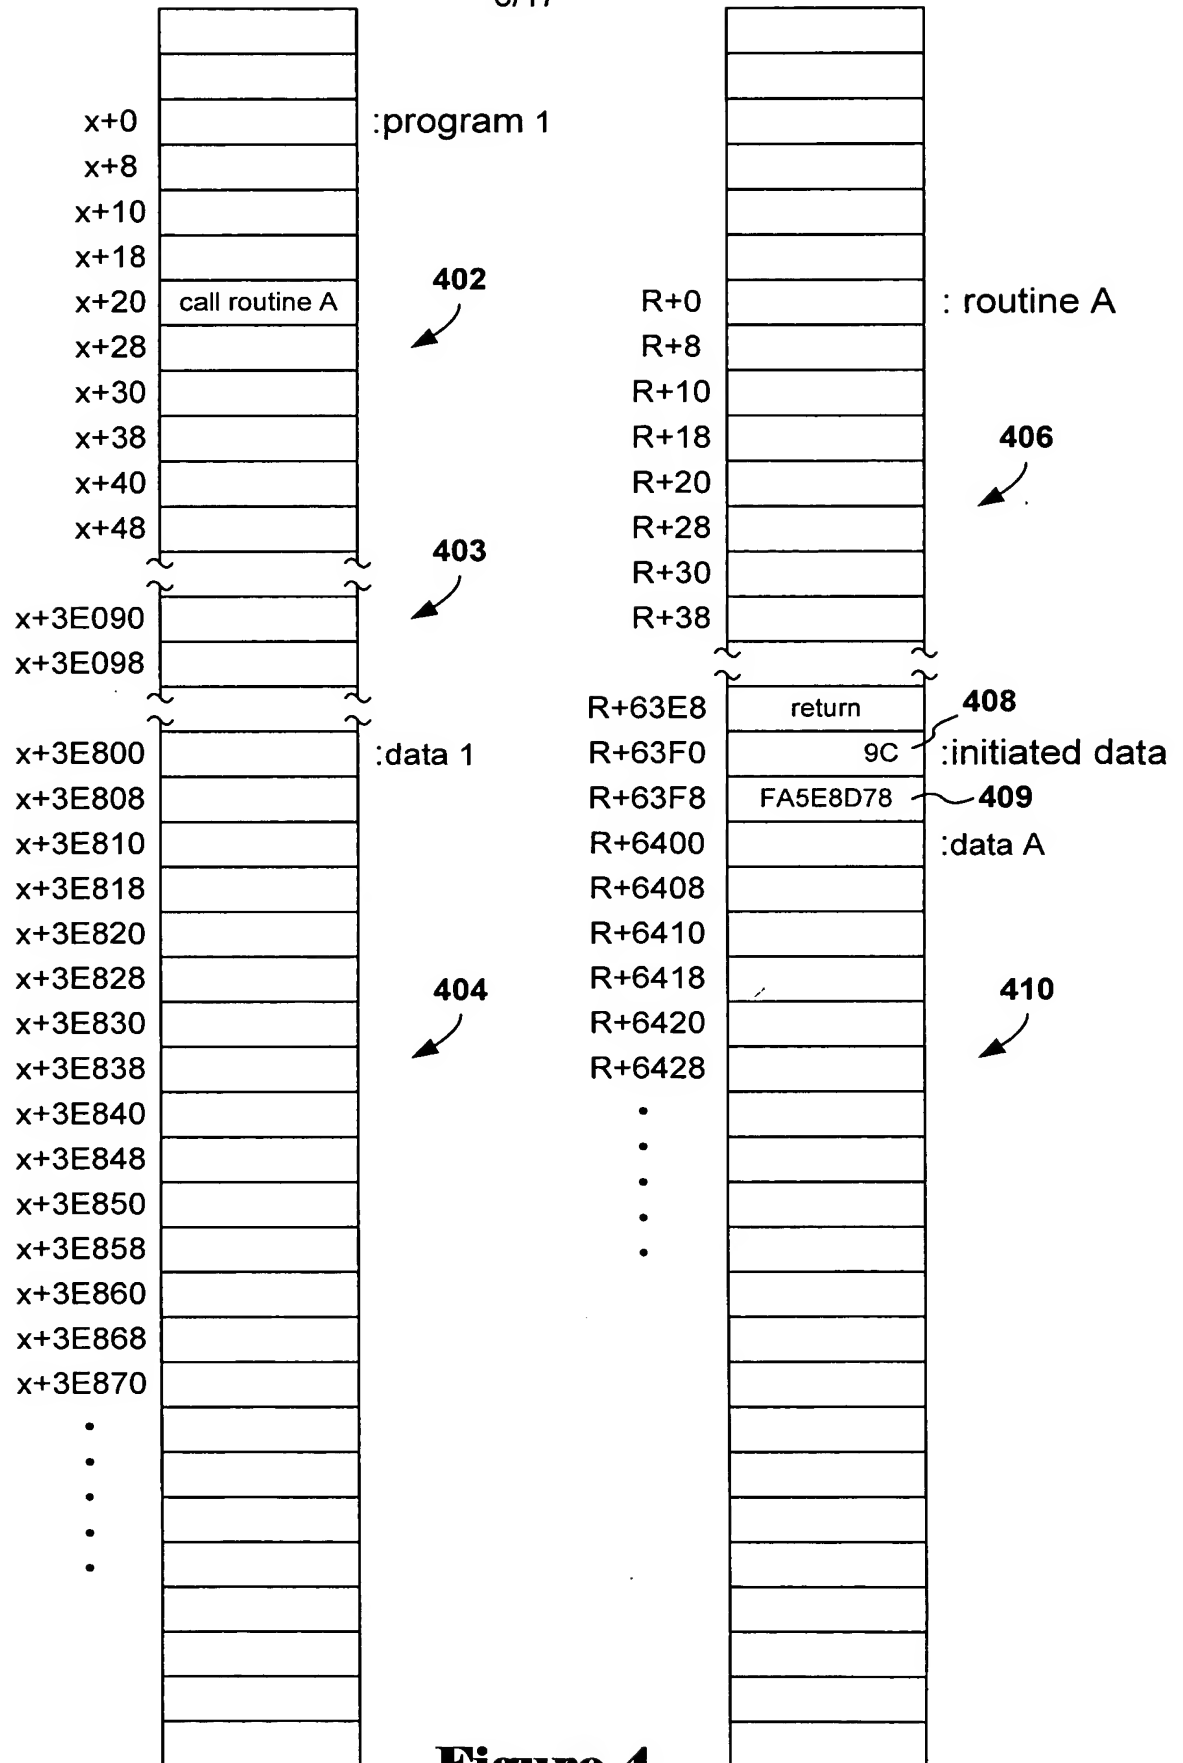 x+0 :program 1
x+8
x+10
x+18
x+20 call routine A
402
x+28
x+30
x+38
x+40
x+48
403
x+3E090
x+3E098
x+3E800 :data 1
x+3E808
x+3E810
x+3E818
x+3E820
x+3E828
404
x+3E830
x+3E838
x+3E840
x+3E848
x+3E850
x+3E858
x+3E860
x+3E868
x+3E870
R+0 : routine A
R+8
R+10
R+18
406
R+20
R+28
R+30
R+38
R+63E8 return
408
R+63F0 9C :initiated data
R+63F8 FA5E8D78 409
R+6400 :data A
R+6408
R+6410
R+6418
410
R+6420
R+6428
Figure 4